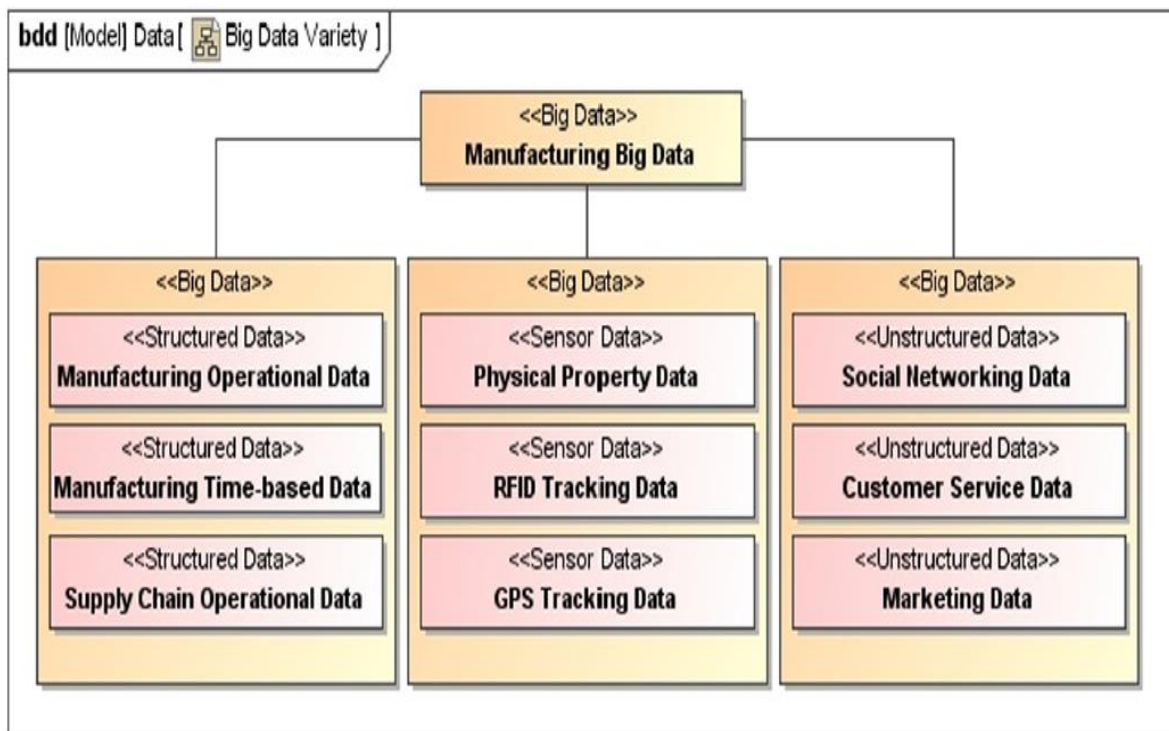 bdd [Model] Data[ Big Data Variety ]
<<Big Data>>
Manufacturing Big Data
<<Big Data>>
<<Structured Data>>
Manufacturing Operational Data
<<Structured Data>>
Manufacturing Time-based Data
<<Structured Data>>
Supply Chain Operational Data
<<Big Data>>
<<Sensor Data>>
Physical Property Data
<<Sensor Data>>
RFID Tracking Data
<<Sensor Data>>
GPS Tracking Data
<<Big Data>>
<<Unstructured Data>>
Social Networking Data
<<Unstructured Data>>
Customer Service Data
<<Unstructured Data>>
Marketing Data